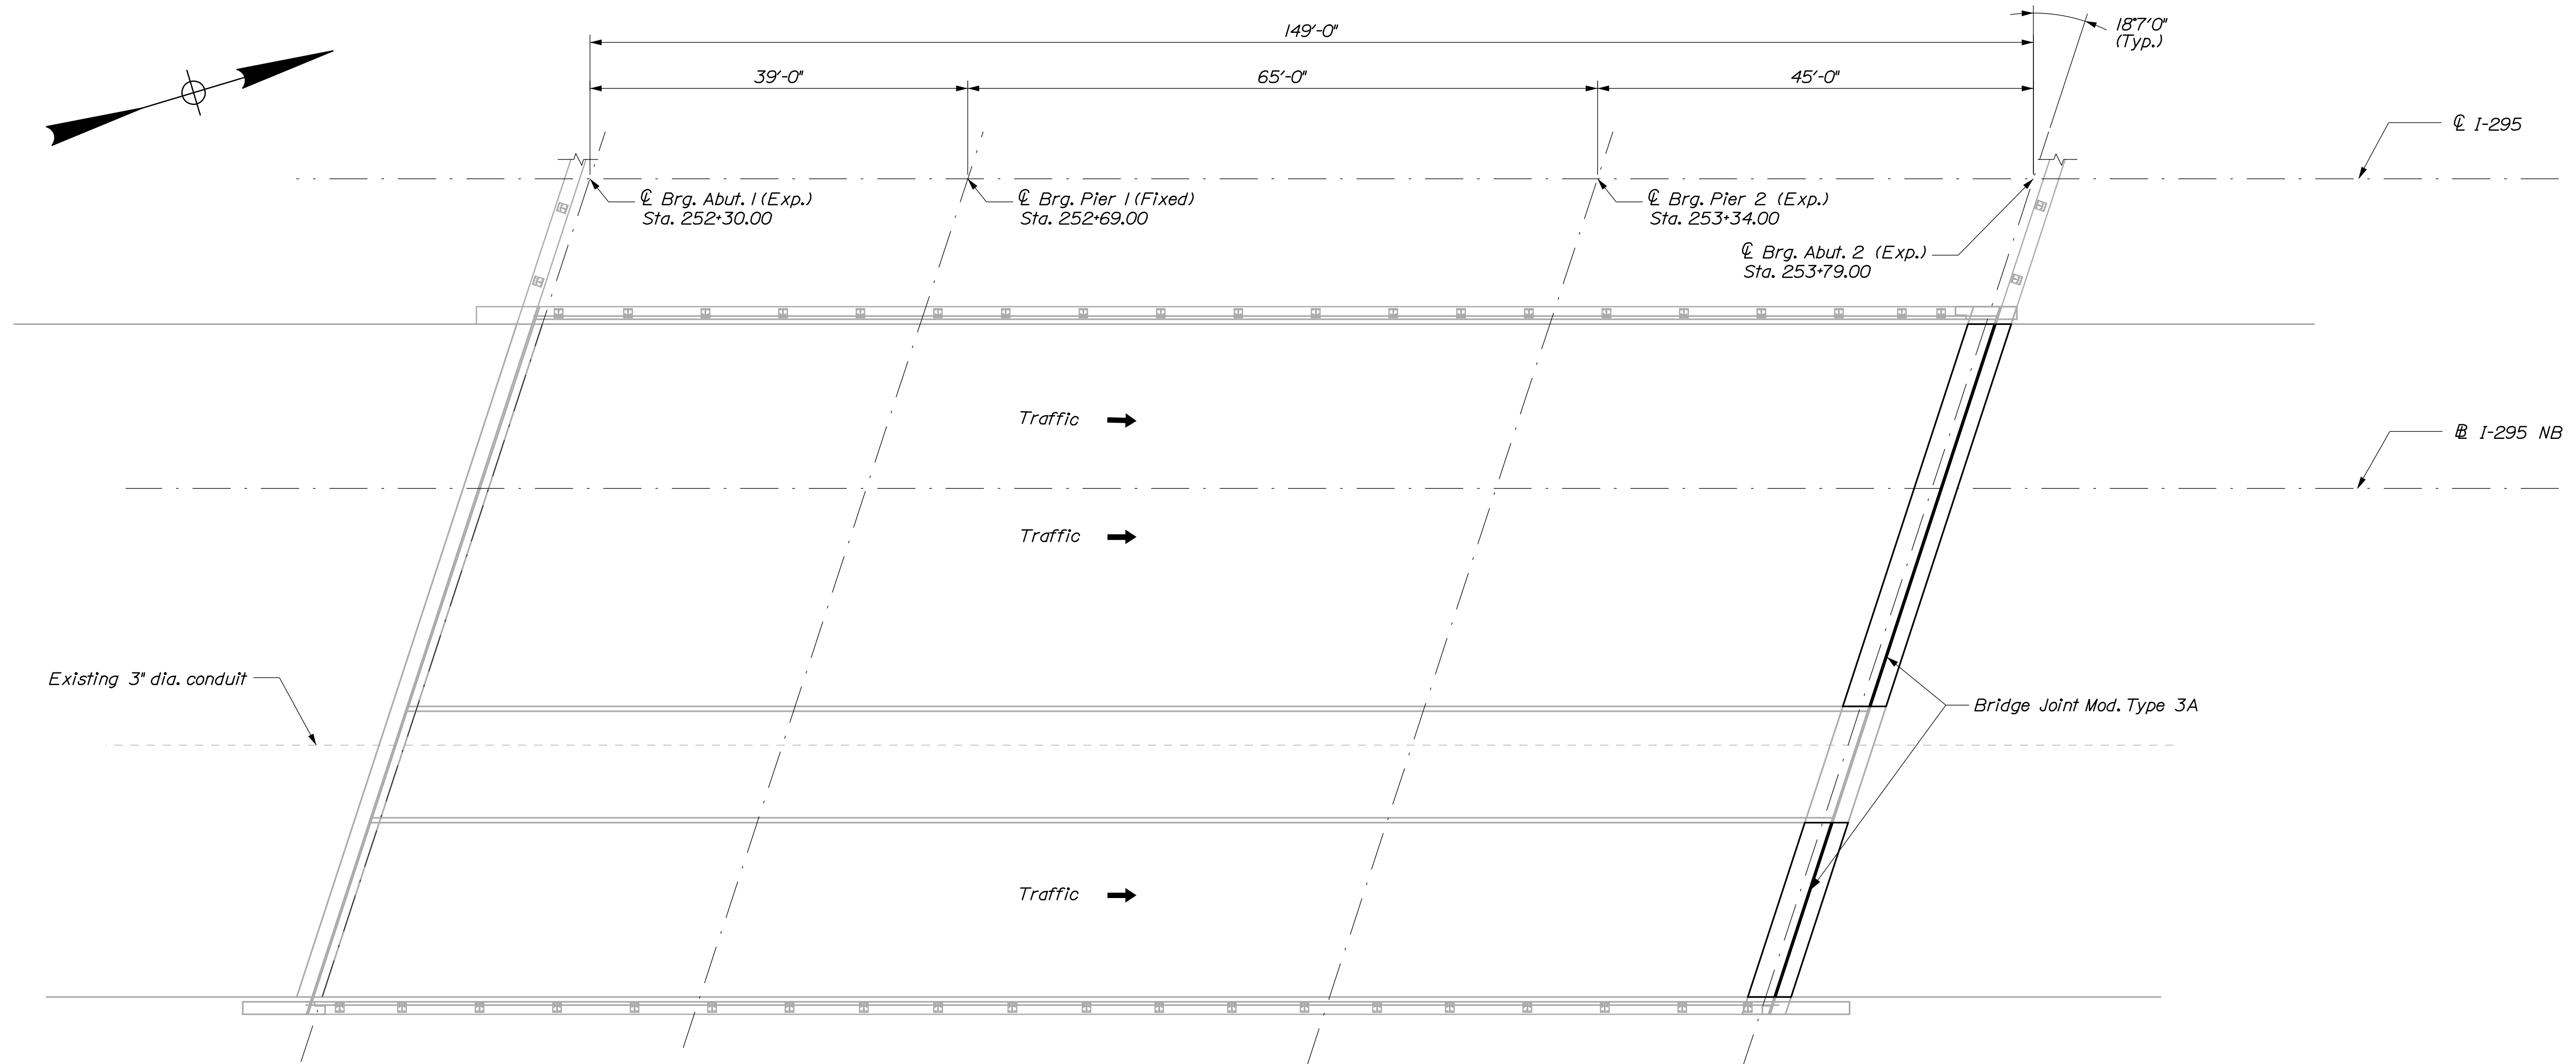 149'-0"
18°7'0"
(Typ.)
39'-0"
65'-0"
45'-0"
℄ I-295
℄ Brg. Abut. 1 (Exp.)
Sta. 252+30.00
℄ Brg. Pier 1 (Fixed)
Sta. 252+69.00
℄ Brg. Pier 2 (Exp.)
Sta. 253+34.00
℄ Brg. Abut. 2 (Exp.)
Sta. 253+79.00
Traffic
BL I-295 NB
Traffic
Existing 3" dia. conduit
Bridge Joint Mod. Type 3A
Traffic